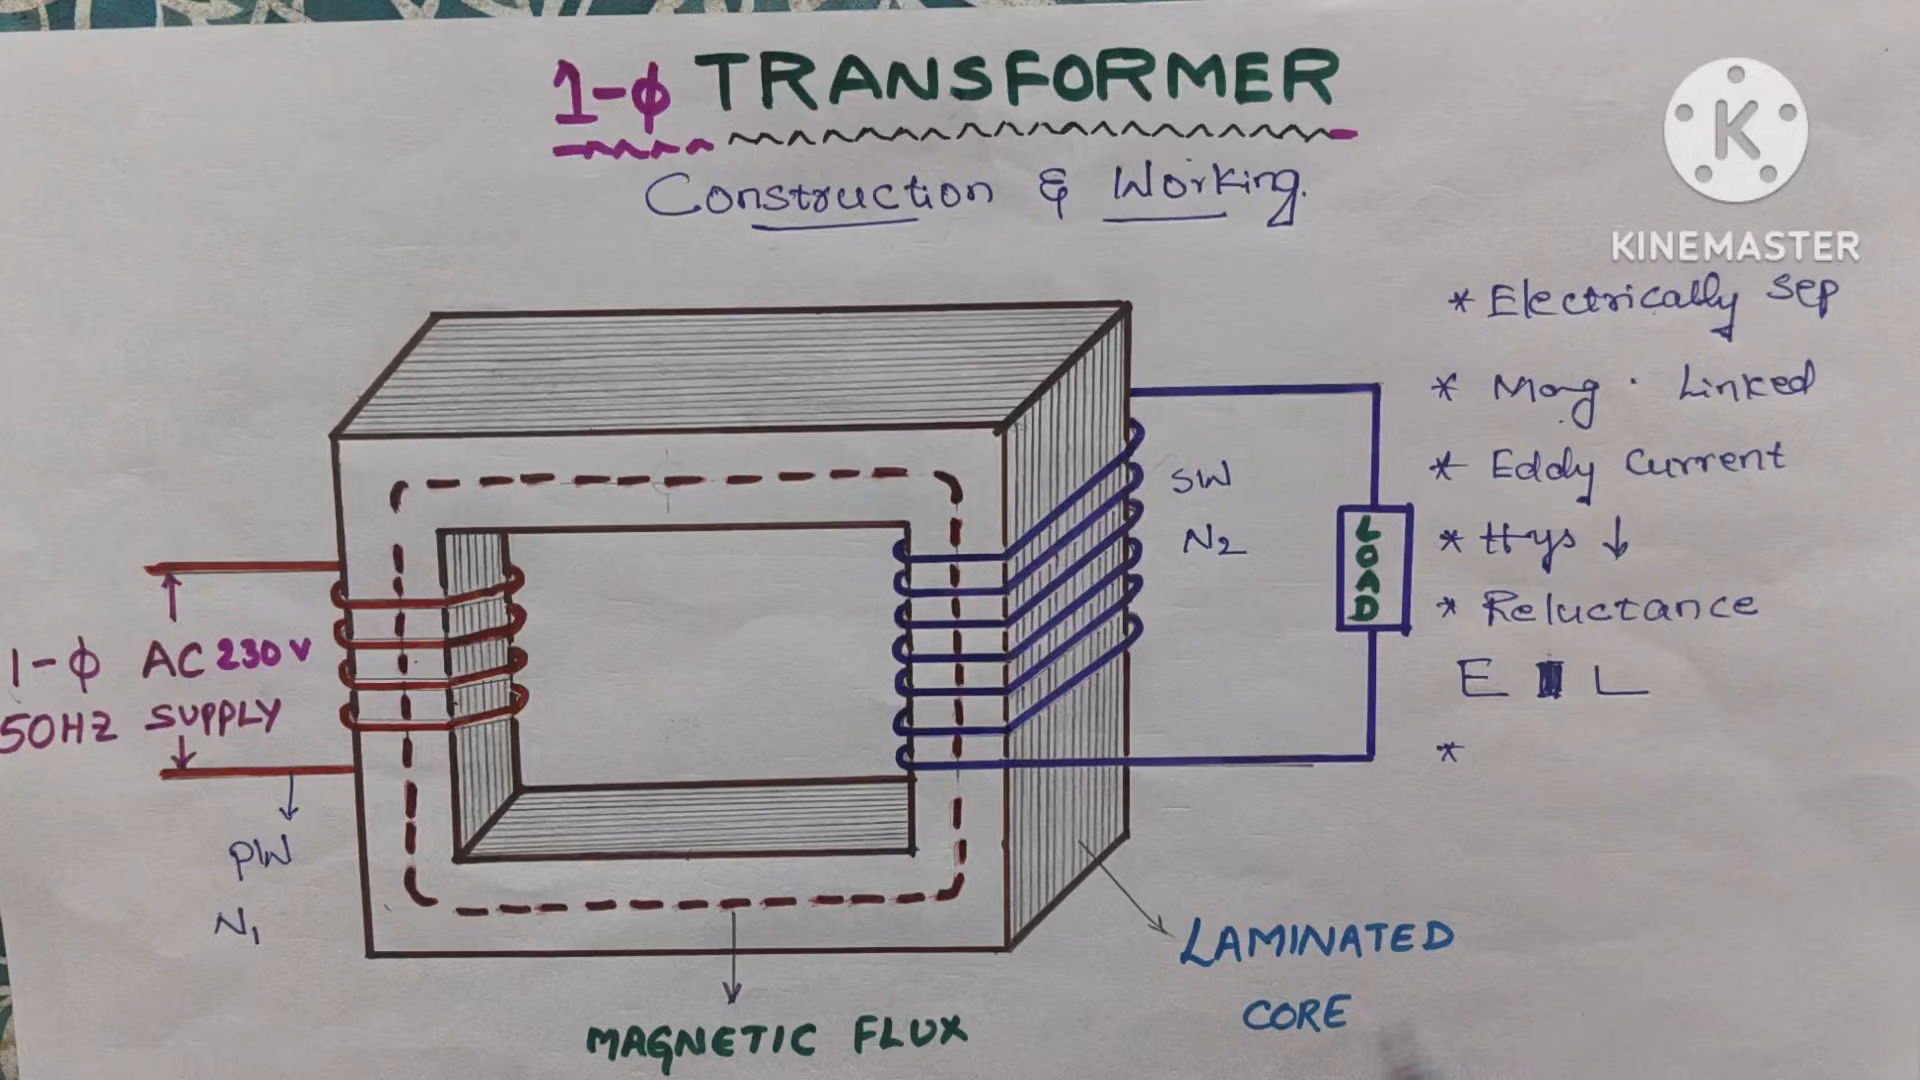 1-ϕ TRANSFORMER
Construction & Working.
K
KINEMASTER
* Electrically Sep
* Mag. Linked
* Eddy Current
* Hys ↓
* Reluctance
E I L
*
SW
N2
LOAD
1-ϕ AC 230V
50HZ SUPPLY
PW
N1
LAMINATED
CORE
MAGNETIC FLUX